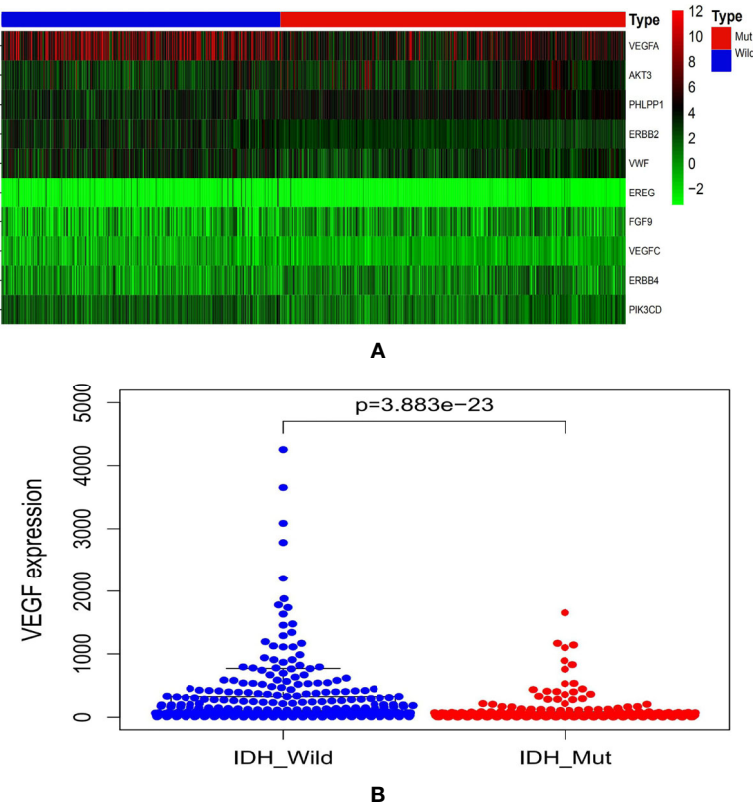 Type
VEGFA
AKT3
PHLPP1
ERBB2
VWF
EREG
FGF9
VEGFC
ERBB4
PIK3CD
12
10
8
6
4
2
0
−2
Type
Mut
Wild
A
p=3.883e−23
VEGF expression
5000
4000
3000
2000
1000
0
IDH_Wild
IDH_Mut
B